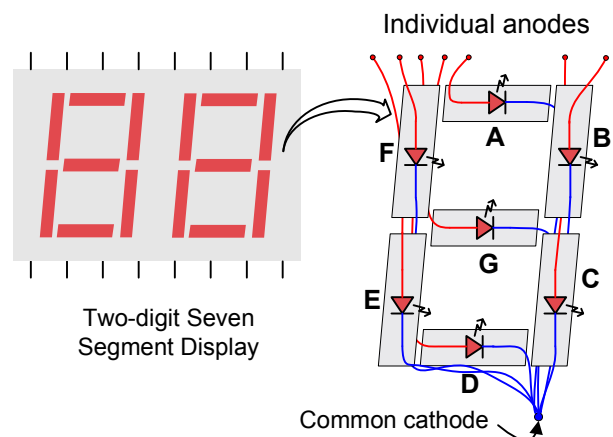 Individual anodes
A
B
F
G
E
C
D
Two-digit Seven
Segment Display
Common cathode